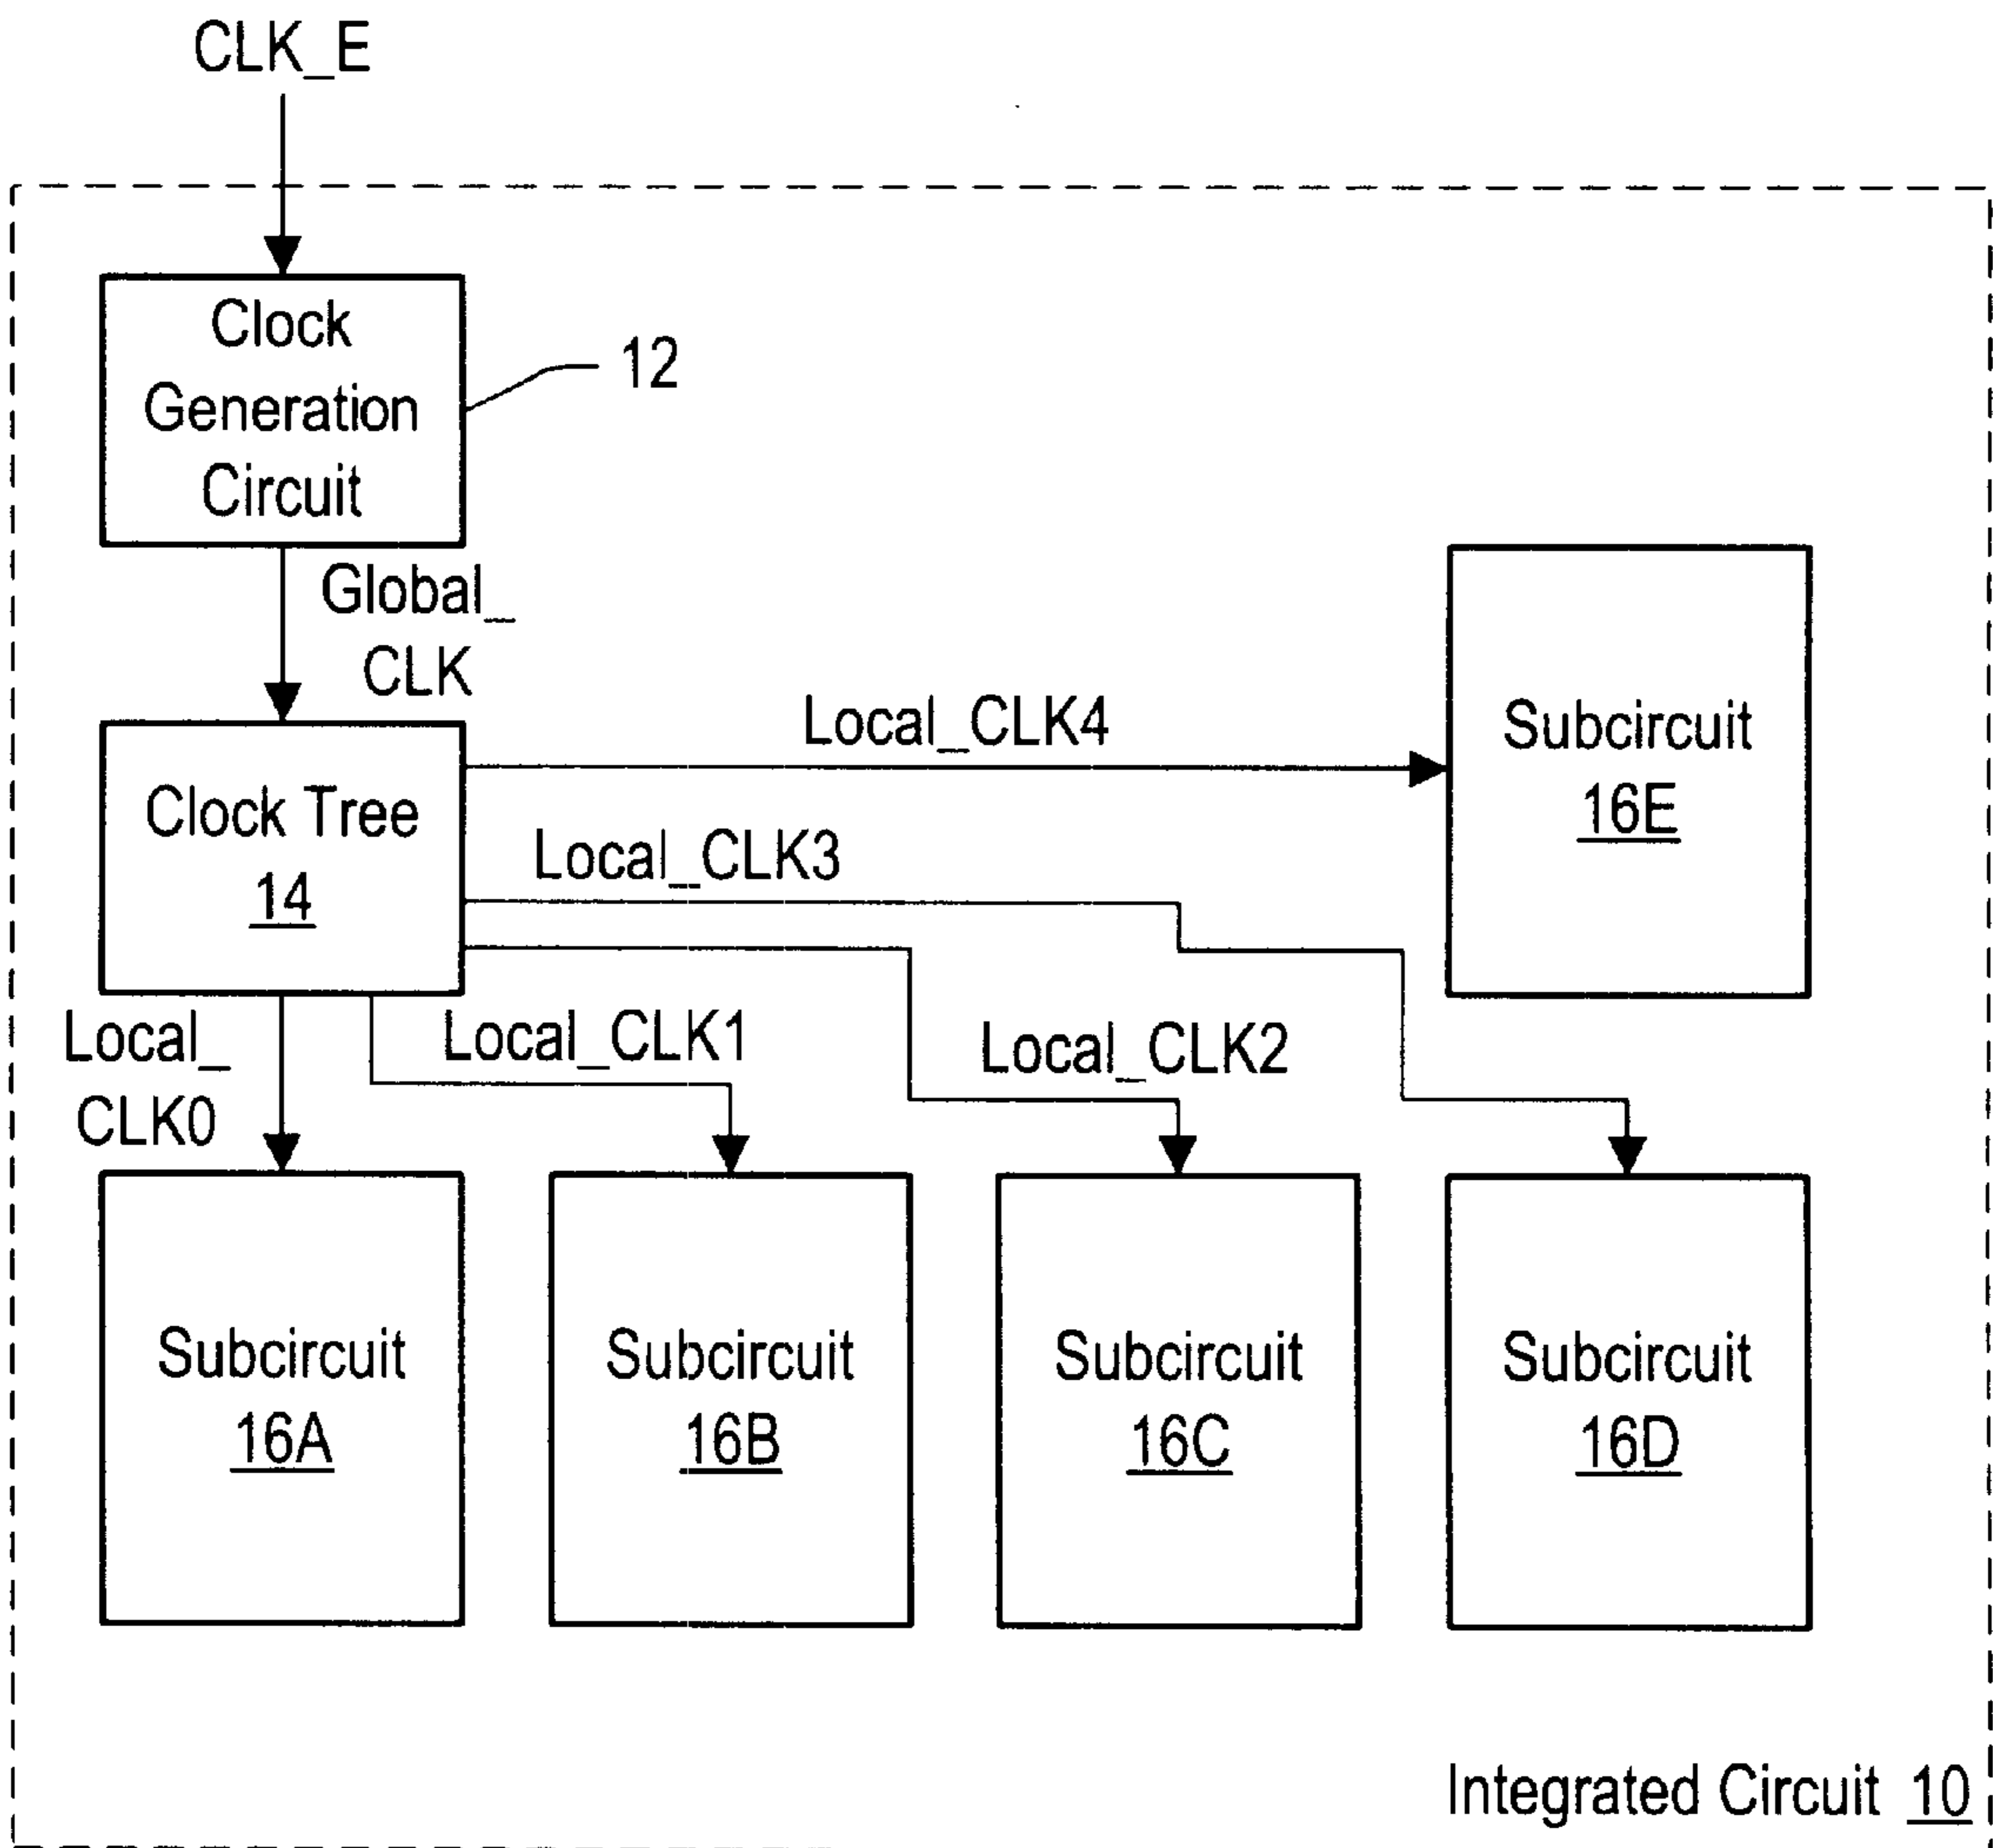 CLK_E
Clock
Generation
Circuit
12
Global_
CLK
Local_CLK4
Subcircuit
16E
Clock Tree
14
Local_CLK3
Local_
CLK0
Local_CLK1
Local_CLK2
Subcircuit
16A
Subcircuit
16B
Subcircuit
16C
Subcircuit
16D
Integrated Circuit 10